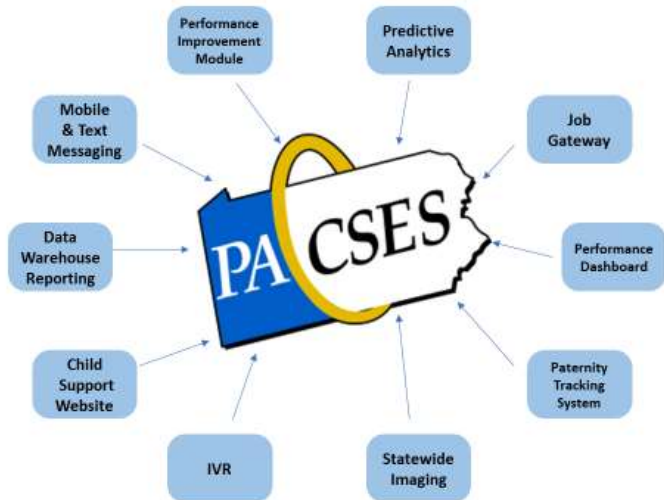 Performance
Improvement
Module
Predictive
Analytics
Mobile
& Text
Messaging
Job
Gateway
PA CSES
Data
Warehouse
Reporting
Performance
Dashboard
Child
Support
Website
Paternity
Tracking
System
IVR
Statewide
Imaging